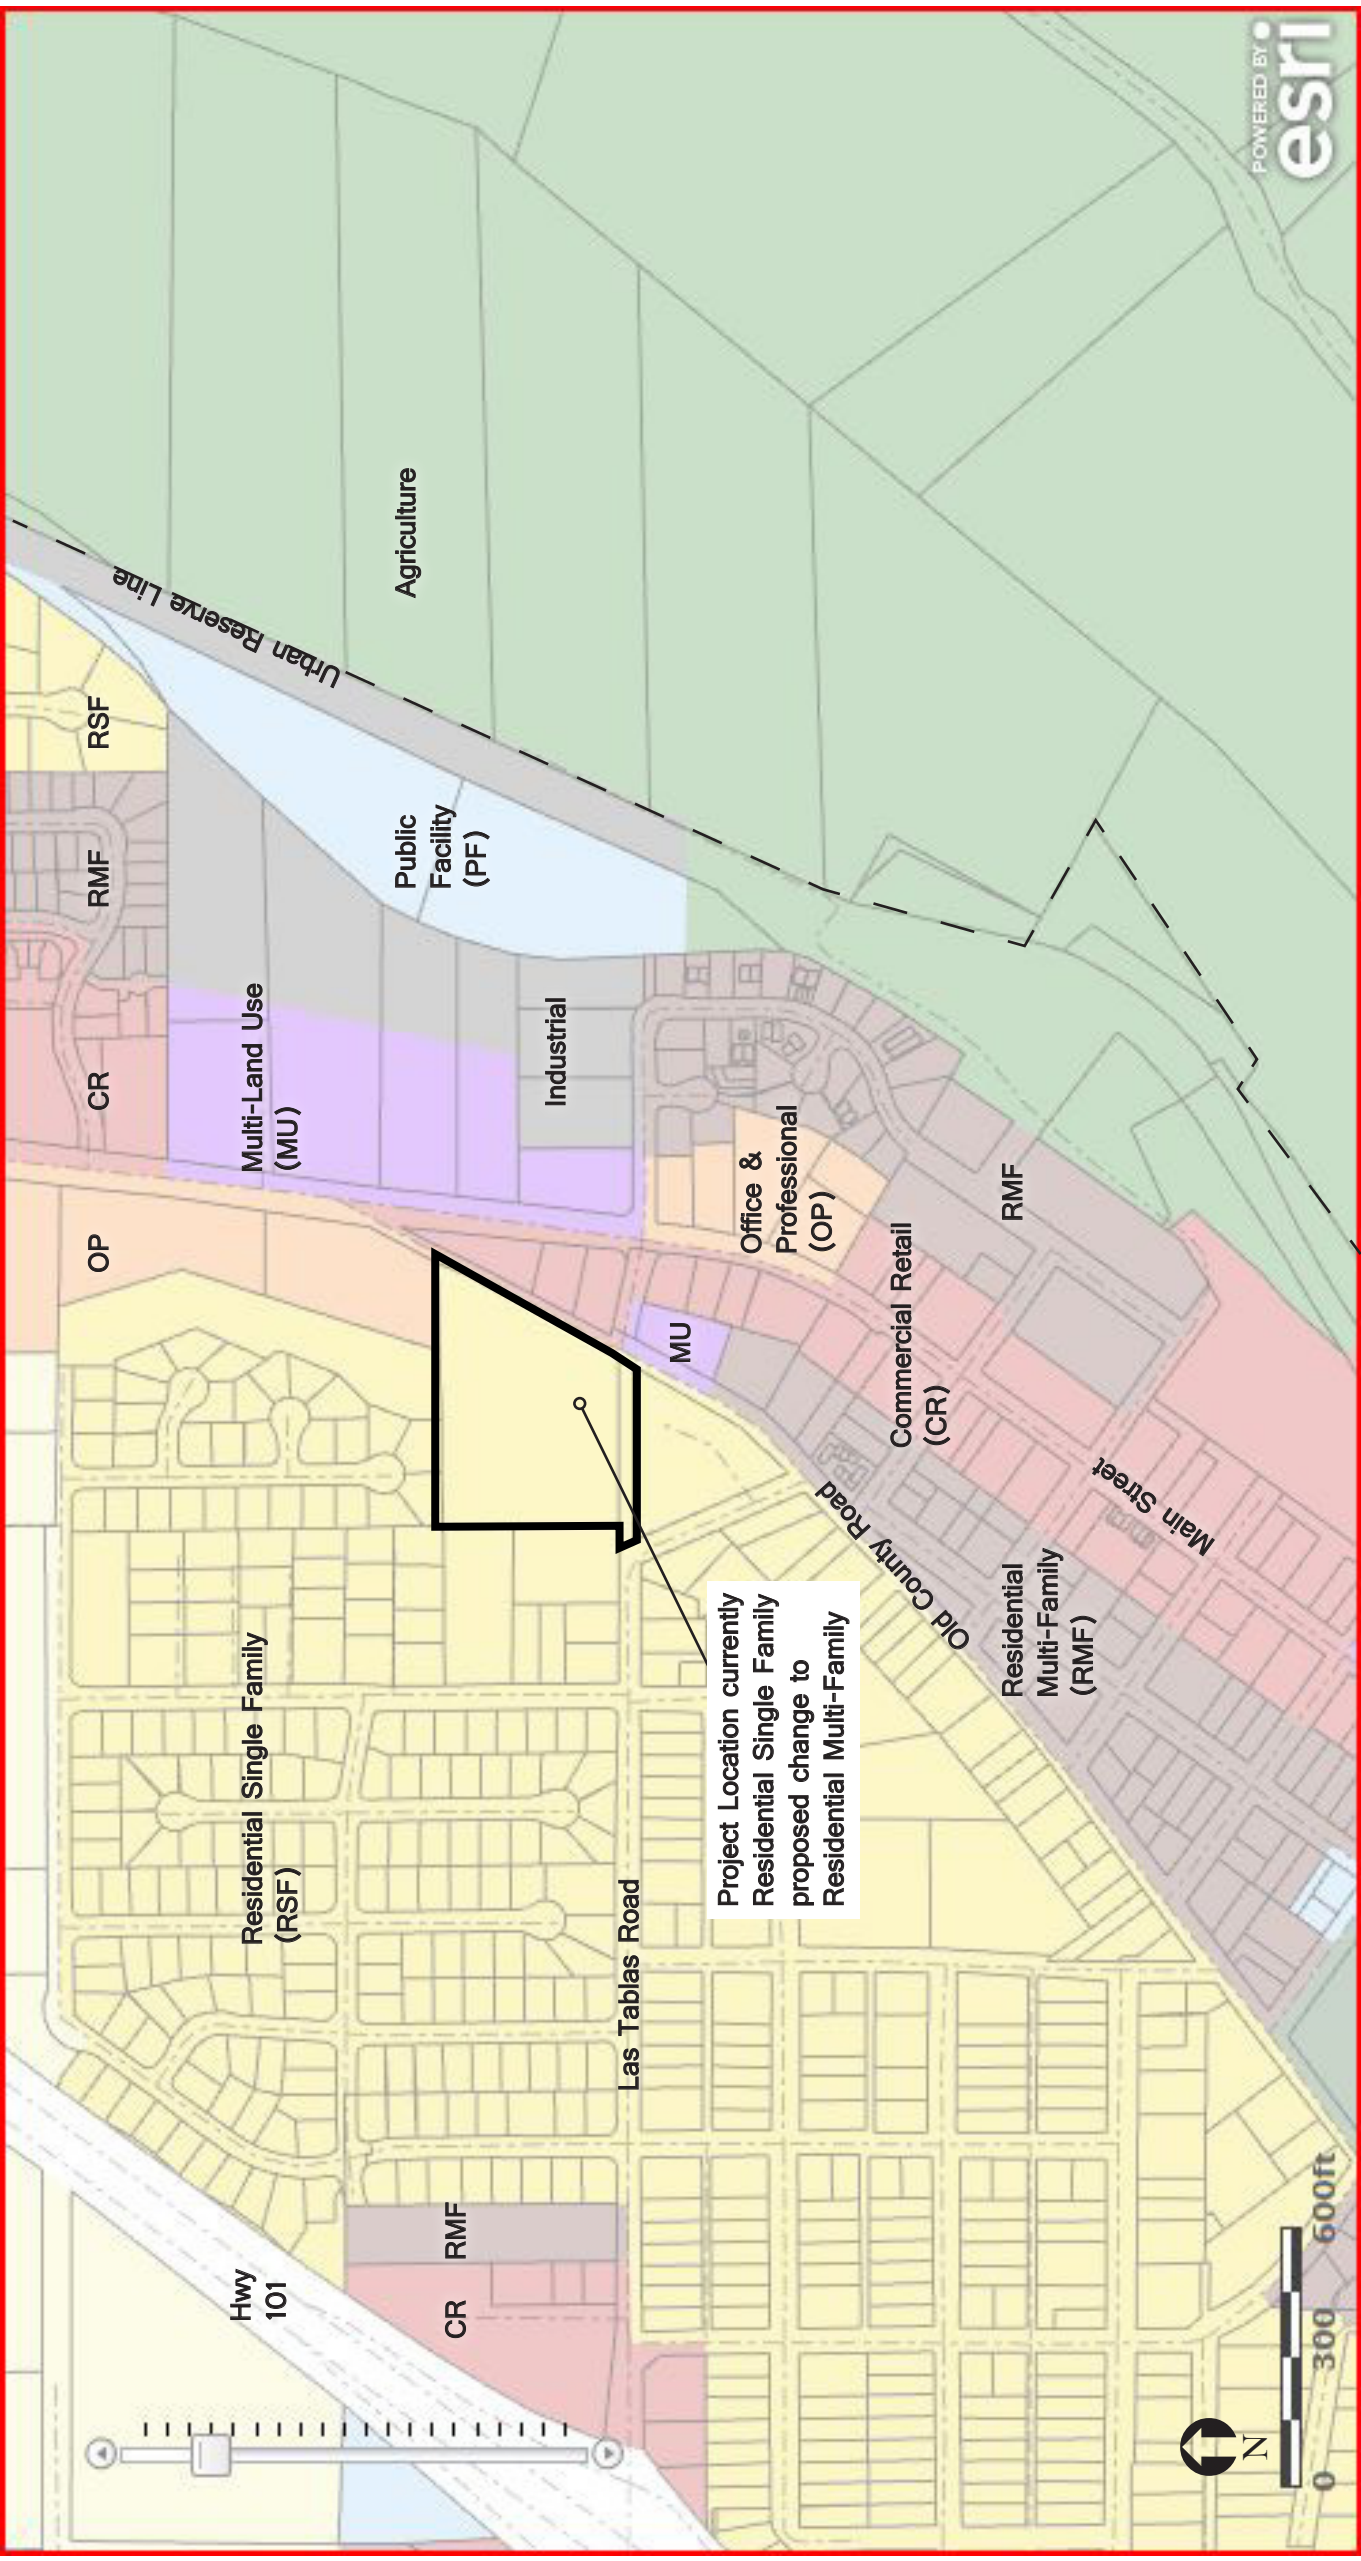 Hwy
101
CR
RMF
Residential Single Family
(RSF)
Las Tablas Road
OP
CR
RMF
RSF
Multi-Land Use
(MU)
Urban Reserve Line
Public
Facility
(PF)
Agriculture
Industrial
MU
Office &
Professional
(OP)
Project Location currently
Residential Single Family
proposed change to
Residential Multi-Family
Old County Road
Commercial Retail
(CR)
RMF
Residential
Multi-Family
(RMF)
Main Street
N
0 300 600ft
POWERED BY
esri